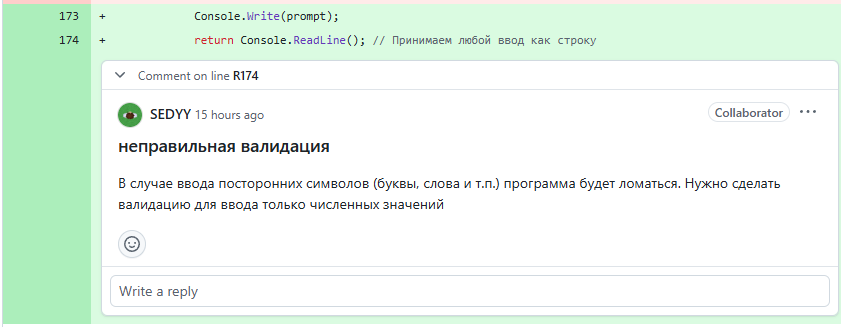 173 + Console.Write(prompt);
174 + return Console.ReadLine(); // Принимаем любой ввод как строку
Comment on line R174
SEDYY 15 hours ago Collaborator ...
неправильная валидация
В случае ввода посторонних символов (буквы, слова и т.п.) программа будет ломаться. Нужно сделать
валидацию для ввода только численных значений
Write a reply